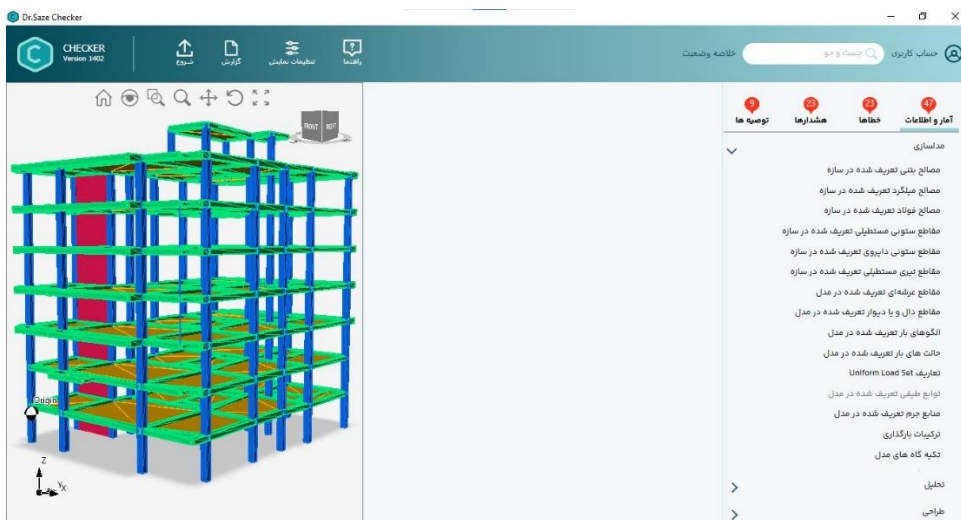 Dr.Saze Checker
CHECKER
Version 1402
شروع
گزارش
تنظیمات نمایش
راهنما
خلاصه وضعیت
جست و جو
حساب کاربری
FRONT
RIGHT
47
23
23
9
آمار و اطلاعات
خطاها
هشدارها
توصیه ها
مدلسازی
مصالح بتنی تعریف شده در سازه
مصالح میلگرد تعریف شده در سازه
مصالح فولاد تعریف شده در سازه
مقاطع ستونی مستطیلی تعریف شده در سازه
مقاطع ستونی دایروی تعریف شده در سازه
مقاطع تیری مستطیلی تعریف شده در سازه
مقاطع عرشه‌ای تعریف شده در مدل
مقاطع دال و یا دیوار تعریف شده در مدل
الگوهای بار تعریف شده در مدل
حالت های بار تعریف شده در مدل
تعاریف Uniform Load Set
توابع طیفی تعریف شده در مدل
منابع جرم تعریف شده در مدل
ترکیبات بارگذاری
تکیه گاه های مدل
تحلیل
طراحی
Origin
Z
Y
X